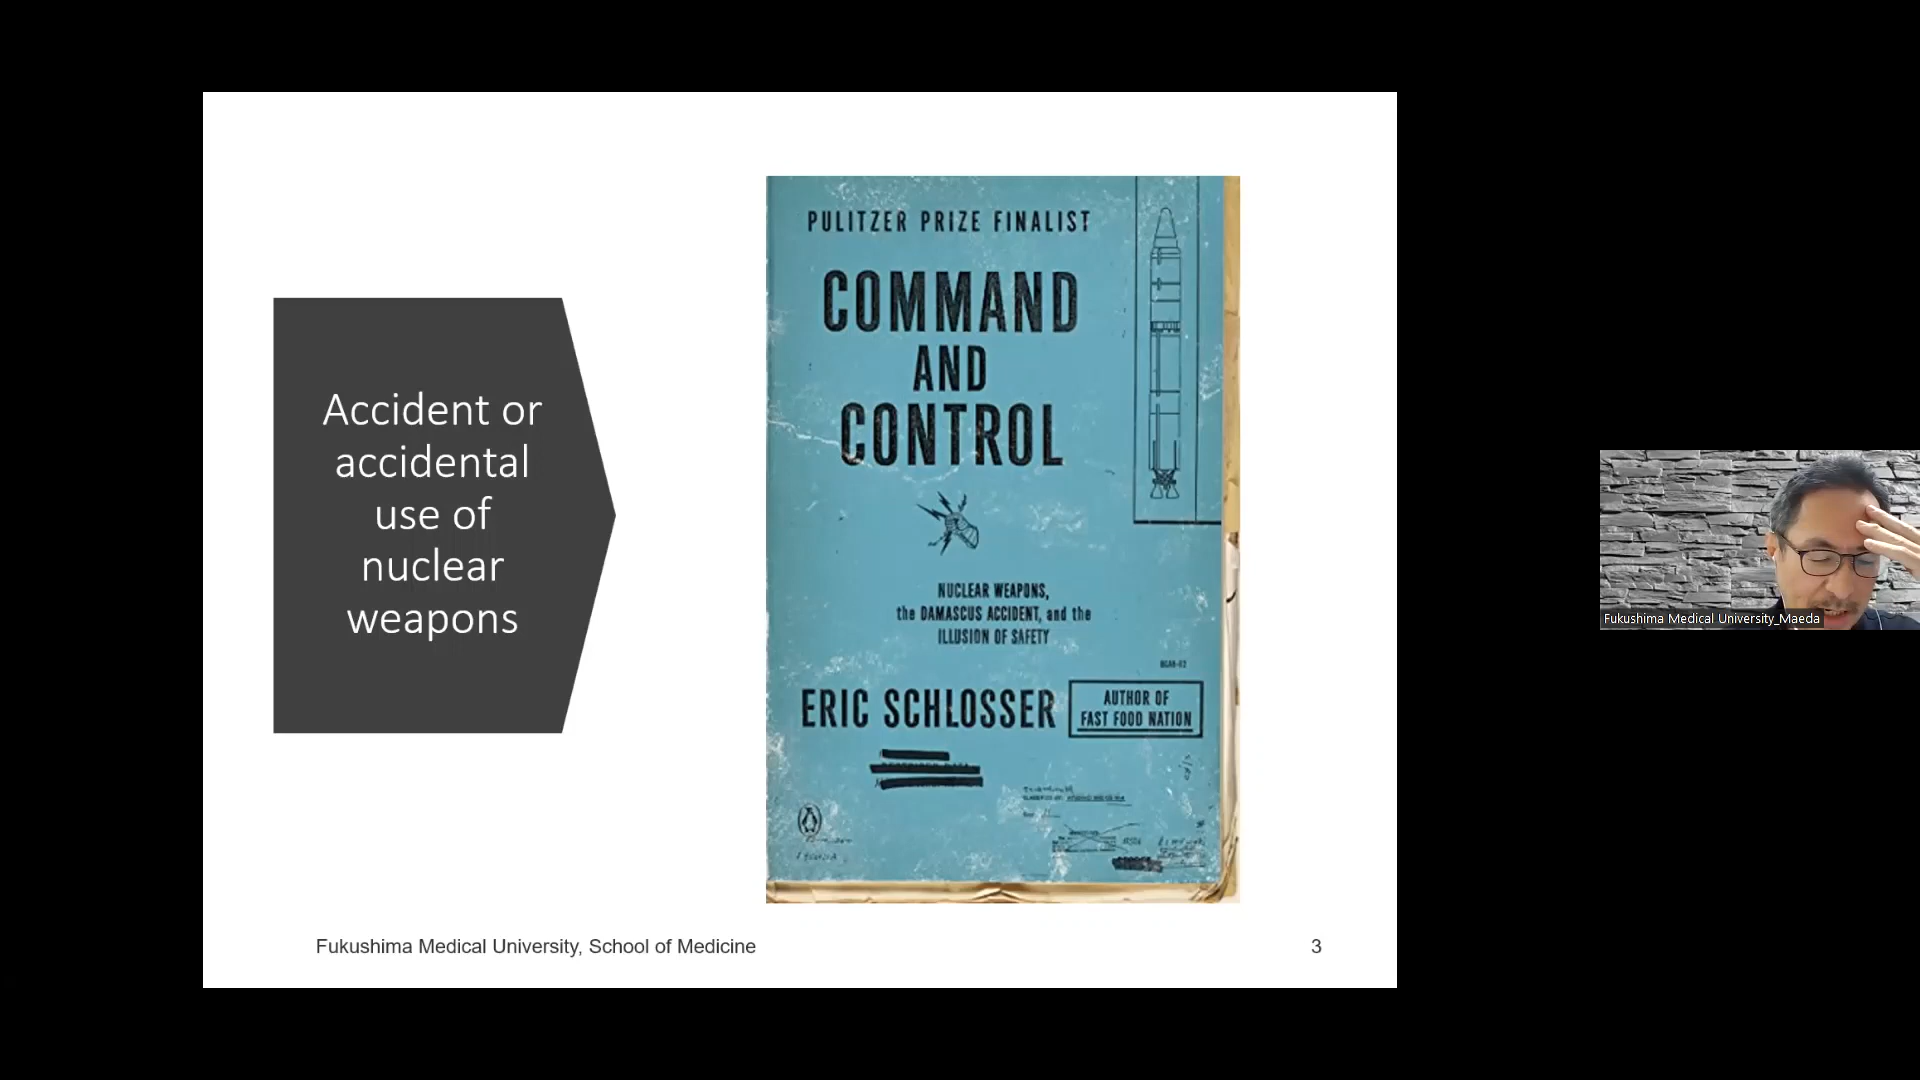 Accident or
accidental
use of
nuclear
weapons
PULITZER PRIZE FINALIST
COMMAND
AND
CONTROL
NUCLEAR WEAPONS,
the DAMASCUS ACCIDENT, and the
ILLUSION OF SAFETY
ERIC SCHLOSSER
AUTHOR OF
FAST FOOD NATION
Fukushima Medical University, School of Medicine
3
Fukushima Medical University_Maeda